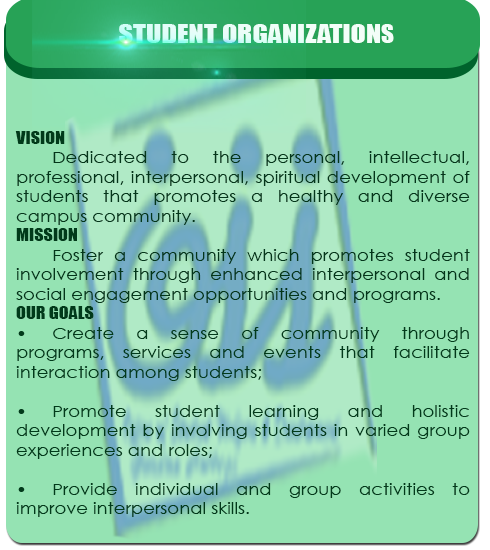 STUDENT ORGANIZATIONS
VISION
Dedicated to the personal, intellectual,
professional, interpersonal, spiritual development of
students that promotes a healthy and diverse
campus community.
MISSION
Foster a community which promotes student
involvement through enhanced interpersonal and
social engagement opportunities and programs.
OUR GOALS
• Create a sense of community through
programs, services and events that facilitate
interaction among students;
• Promote student learning and holistic
development by involving students in varied group
experiences and roles;
• Provide individual and group activities to
improve interpersonal skills.